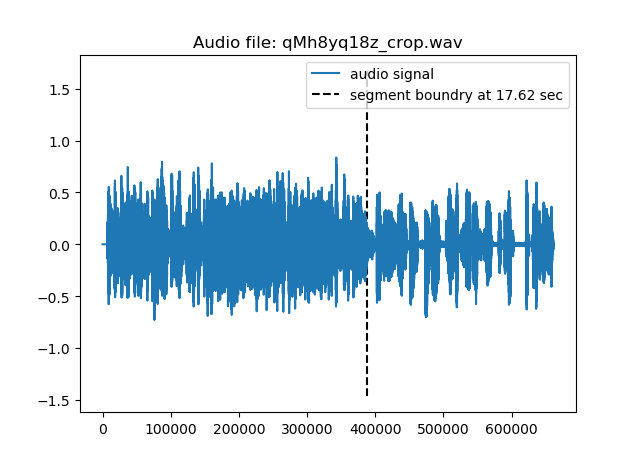 Audio file: qMh8yq18z_crop.wav
audio signal
segment boundry at 17.62 sec
1.5
1.0
0.5
0.0
−0.5
−1.0
−1.5
0 100000 200000 300000 400000 500000 600000